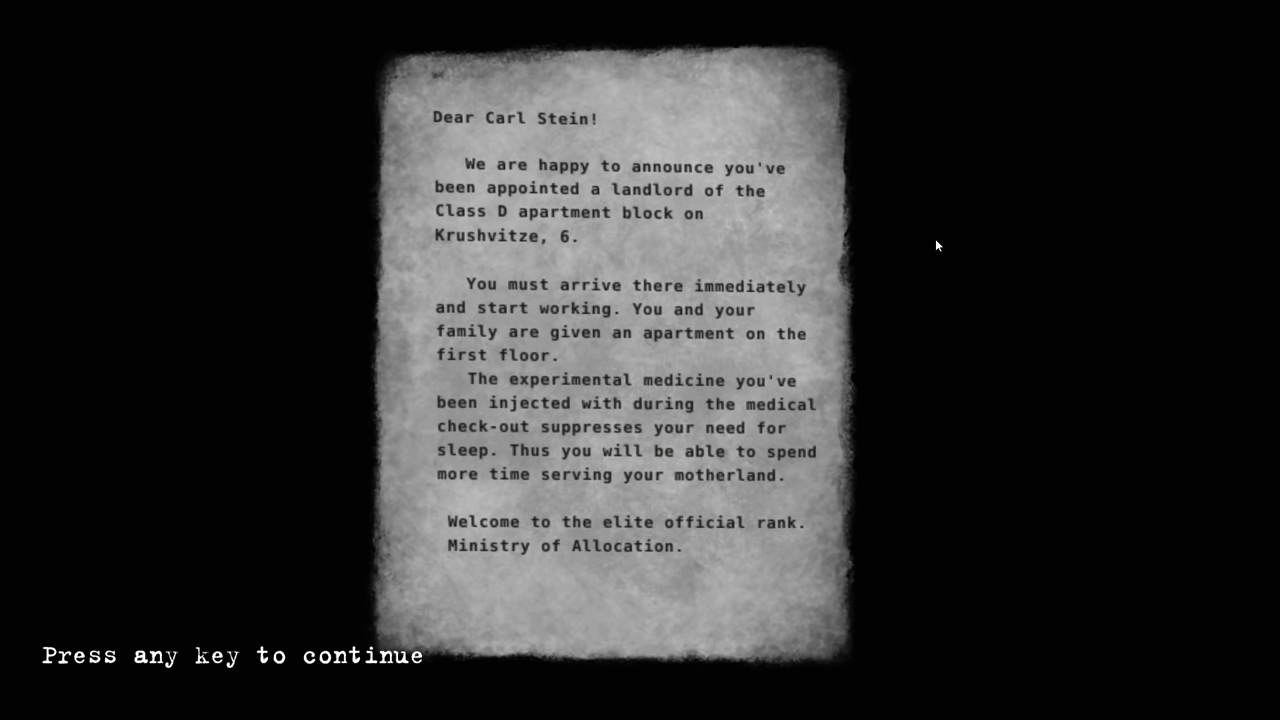 Dear Carl Stein!
We are happy to announce you've
been appointed a landlord of the
Class D apartment block on
Krushvitze, 6.
You must arrive there immediately
and start working. You and your
family are given an apartment on the
first floor.
The experimental medicine you've
been injected with during the medical
check-out suppresses your need for
sleep. Thus you will be able to spend
more time serving your motherland.
Welcome to the elite official rank.
Ministry of Allocation.
Press any key to continue